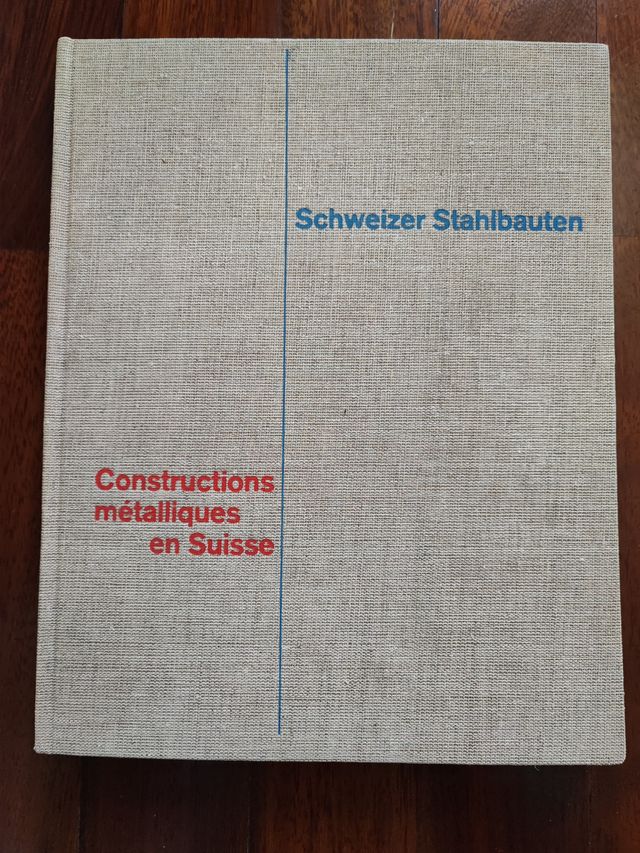 Schweizer Stahlbauten
Constructions
métalliques
en Suisse